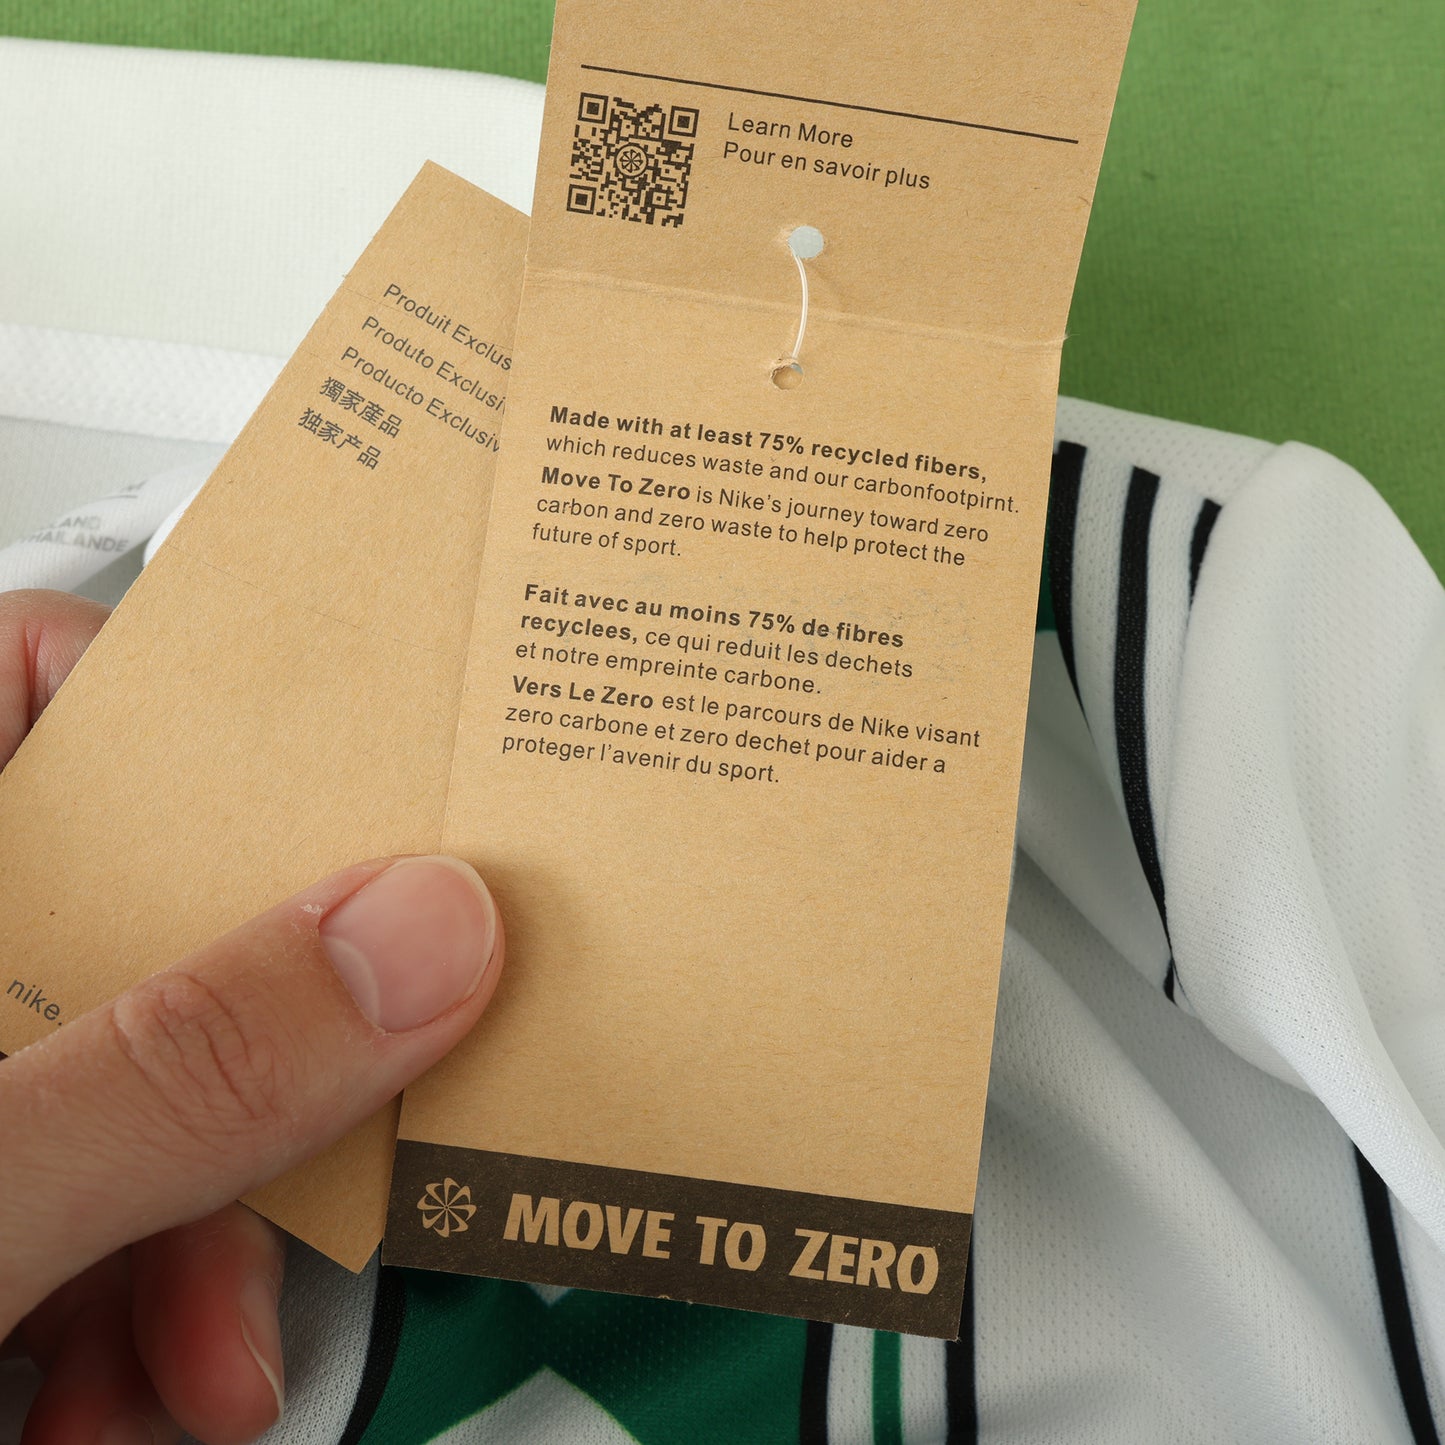 Learn More
Pour en savoir plus
Produit Exclus
Produto Exclusi
Producto Exclusiv
獨家產品
独家产品
Made with at least 75% recycled fibers,
which reduces waste and our carbonfootpirnt.
Move To Zero is Nike's journey toward zero
carbon and zero waste to help protect the
future of sport.
Fait avec au moins 75% de fibres
recyclees, ce qui reduit les dechets
et notre empreinte carbone.
Vers Le Zero est le parcours de Nike visant
zero carbone et zero dechet pour aider a
proteger l'avenir du sport.
nike.
MOVE TO ZERO